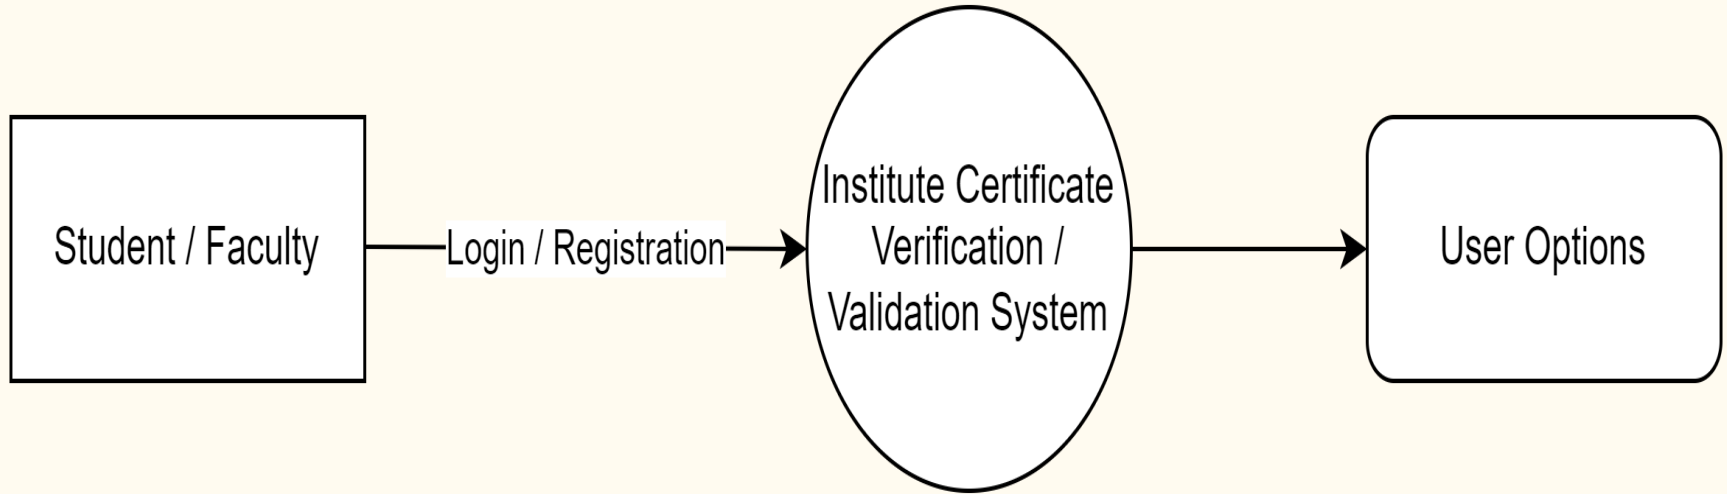 Student / Faculty
Login / Registration
Institute Certificate
Verification /
Validation System
User Options